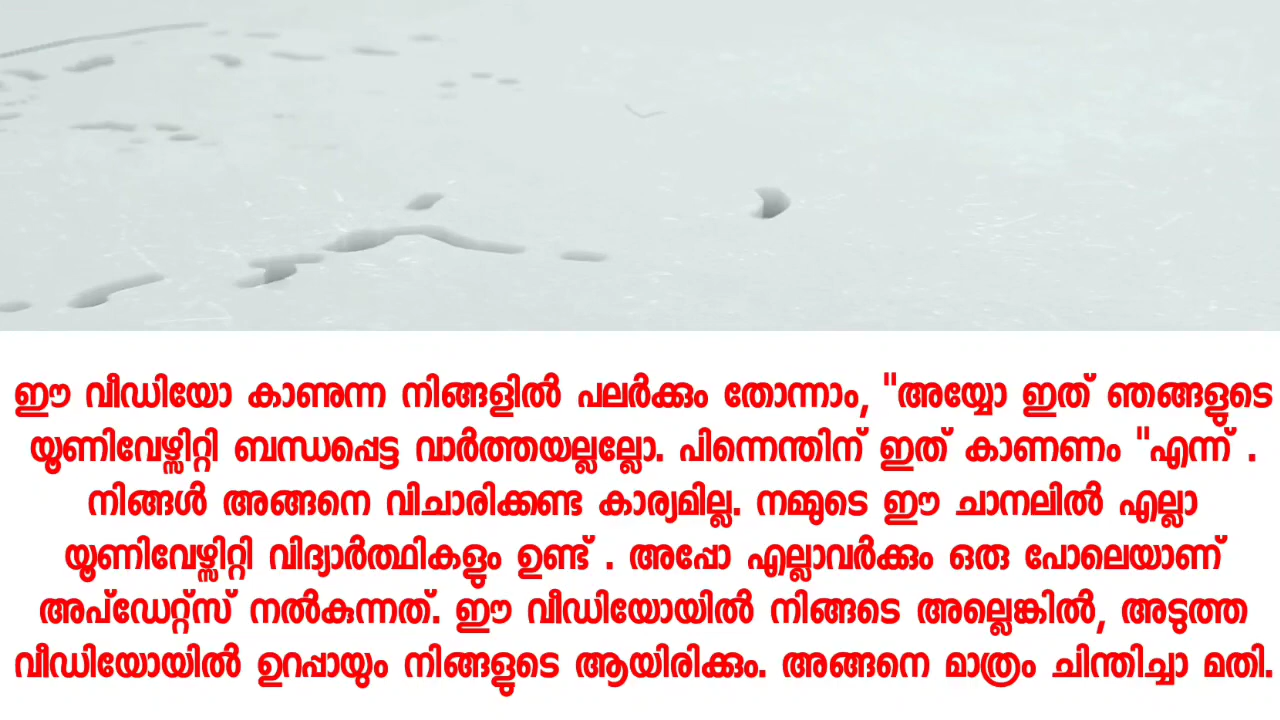 ഈ വീഡിയോ കാണുന്ന നിങ്ങളിൽ പലർക്കും തോന്നാം, "അയ്യോ ഇത് ഞങ്ങളുടെ
യൂണിവേഴ്സിറ്റി ബന്ധപ്പെട്ട വാർത്തയല്ലല്ലോ. പിന്നെന്തിന് ഇത് കാണണം "എന്ന് .
നിങ്ങൾ അങ്ങനെ വിചാരിക്കണ്ട കാര്യമില്ല. നമ്മുടെ ഈ ചാനലിൽ എല്ലാ
യൂണിവേഴ്സിറ്റി വിദ്യാർത്ഥികളും ഉണ്ട് . അപ്പോ എല്ലാവർക്കും ഒരു പോലെയാണ്
അപ്ഡേറ്റ്സ് നൽകുന്നത്. ഈ വീഡിയോയിൽ നിങ്ങടെ അല്ലെങ്കിൽ, അടുത്ത
വീഡിയോയിൽ ഉറപ്പായും നിങ്ങളുടെ ആയിരിക്കും. അങ്ങനെ മാത്രം ചിന്തിച്ചാ മതി.